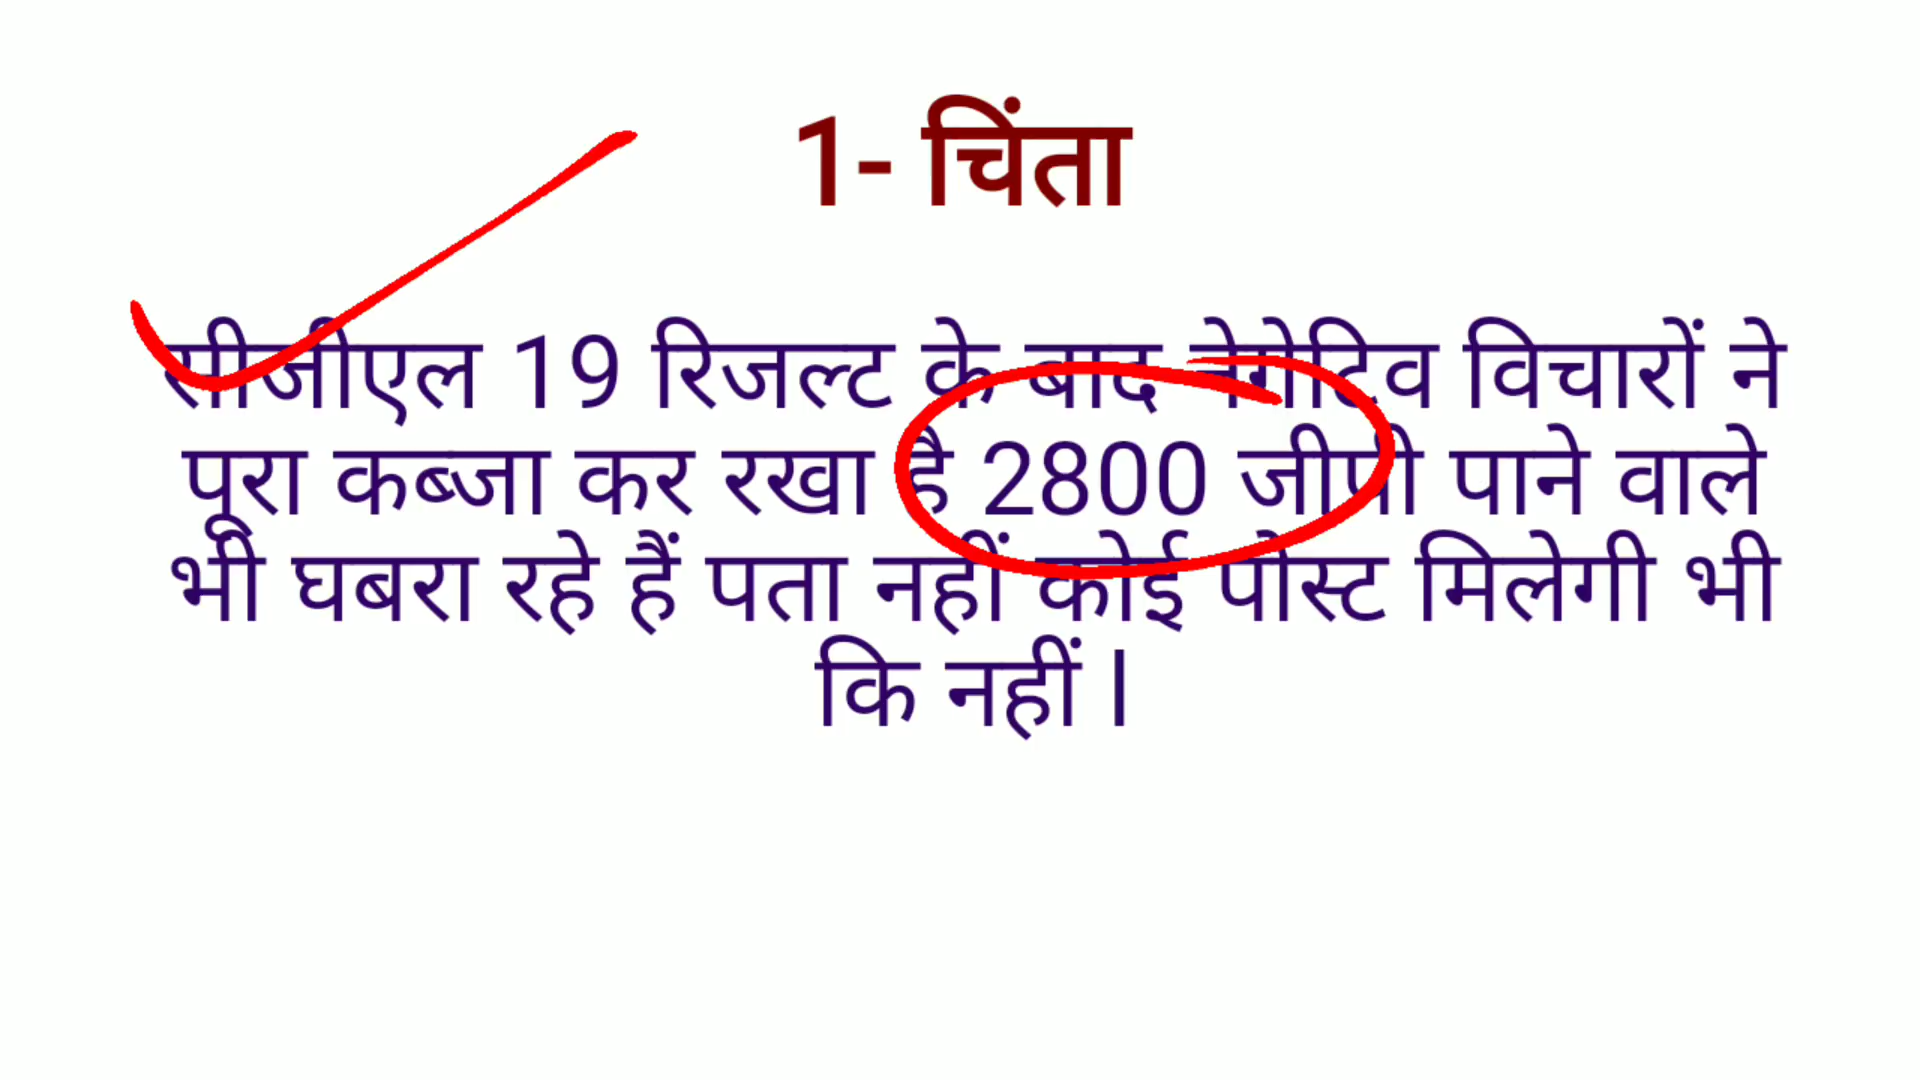 1- चिंता
सीजीएल 19 रिजल्ट के बाद नेगेटिव विचारों ने
पूरा कब्जा कर रखा है 2800 जीपी पाने वाले
भी घबरा रहे हैं पता नहीं कोई पोस्ट मिलेगी भी
कि नहीं l